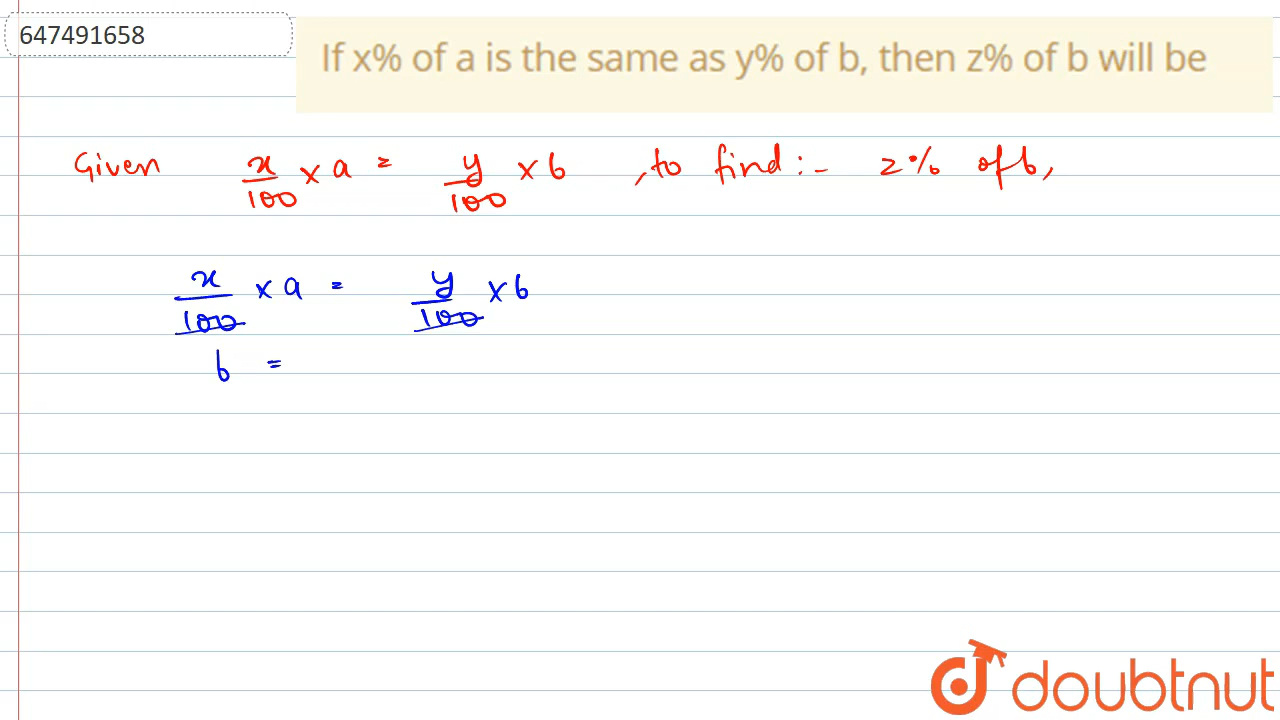 647491658
If x% of a is the same as y% of b, then z% of b will be
Given x/100 × a = y/100 × b , to find :- z% of b,
x/100 × a = y/100 × b
b =
doubtnut